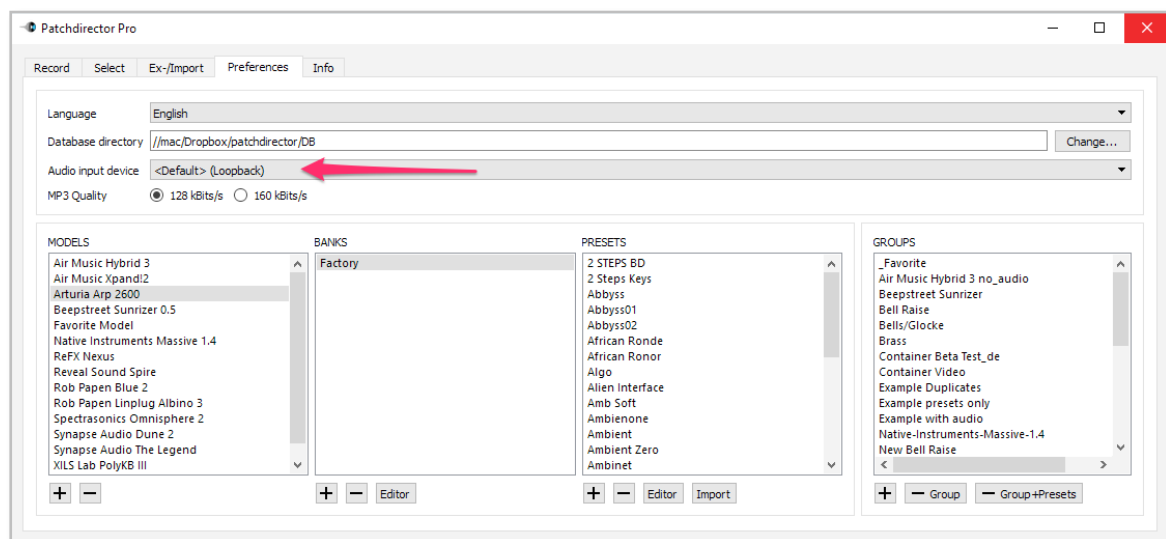 Patchdirector Pro
Record Select Ex-/Import Preferences Info
Language English
Database directory //mac/Dropbox/patchdirector/DB Change...
Audio input device <Default> (Loopback)
MP3 Quality 128 kBits/s 160 kBits/s
MODELS
Air Music Hybrid 3
Air Music Xpand!2
Arturia Arp 2600
Beepstreet Sunrizer 0.5
Favorite Model
Native Instruments Massive 1.4
ReFX Nexus
Reveal Sound Spire
Rob Papen Blue 2
Rob Papen Linplug Albino 3
Spectrasonics Omnisphere 2
Synapse Audio Dune 2
Synapse Audio The Legend
XILS Lab PolyKB III
BANKS
Factory
Editor
PRESETS
2 STEPS BD
2 Steps Keys
Abbyss
Abbyss01
Abbyss02
African Ronde
African Ronor
Algo
Alien Interface
Amb Soft
Ambienone
Ambient
Ambient Zero
Ambinet
Editor Import
GROUPS
_Favorite
Air Music Hybrid 3 no_audio
Beepstreet Sunrizer
Bell Raise
Bells/Glocke
Brass
Container Beta Test_de
Container Video
Example Duplicates
Example presets only
Example with audio
Native-Instruments-Massive-1.4
New Bell Raise
Group Group+Presets